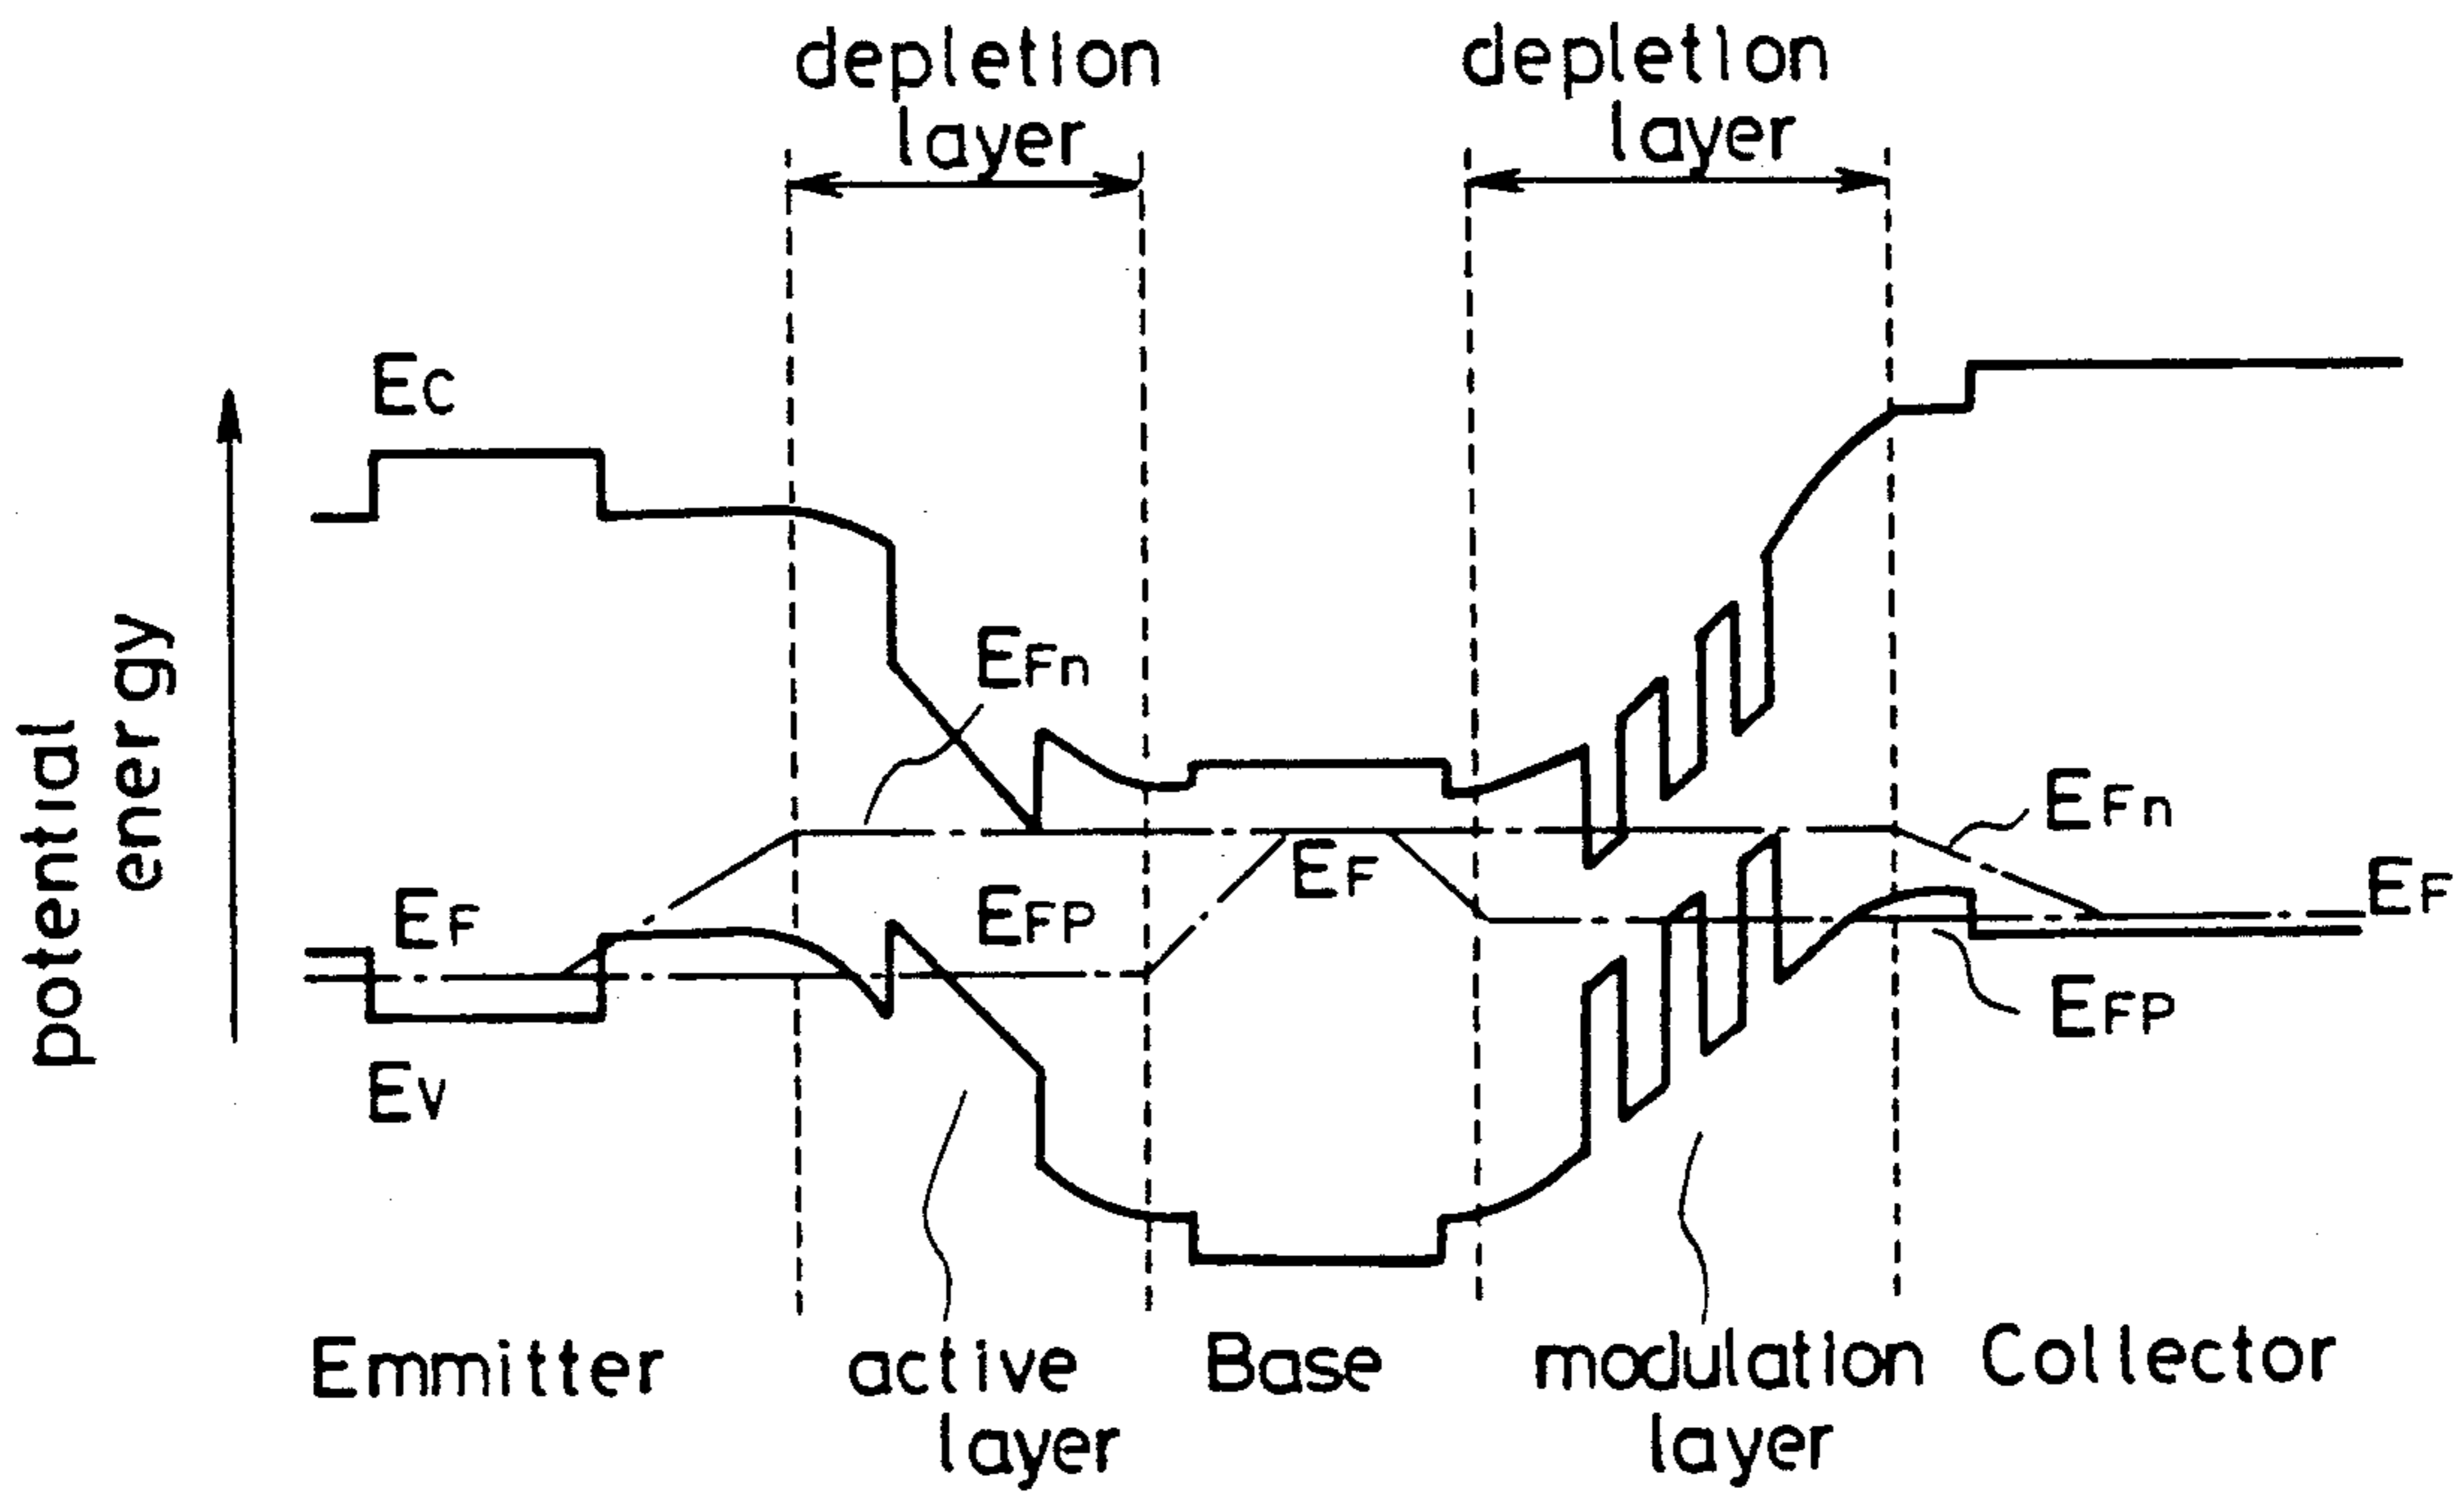 depletion
layer
depletion
layer
EC
EFn
EFn
EF
EF
EFP
EF
EFP
EV
potential
energy
Emmitter
active
layer
Base
modulation
layer
Collector